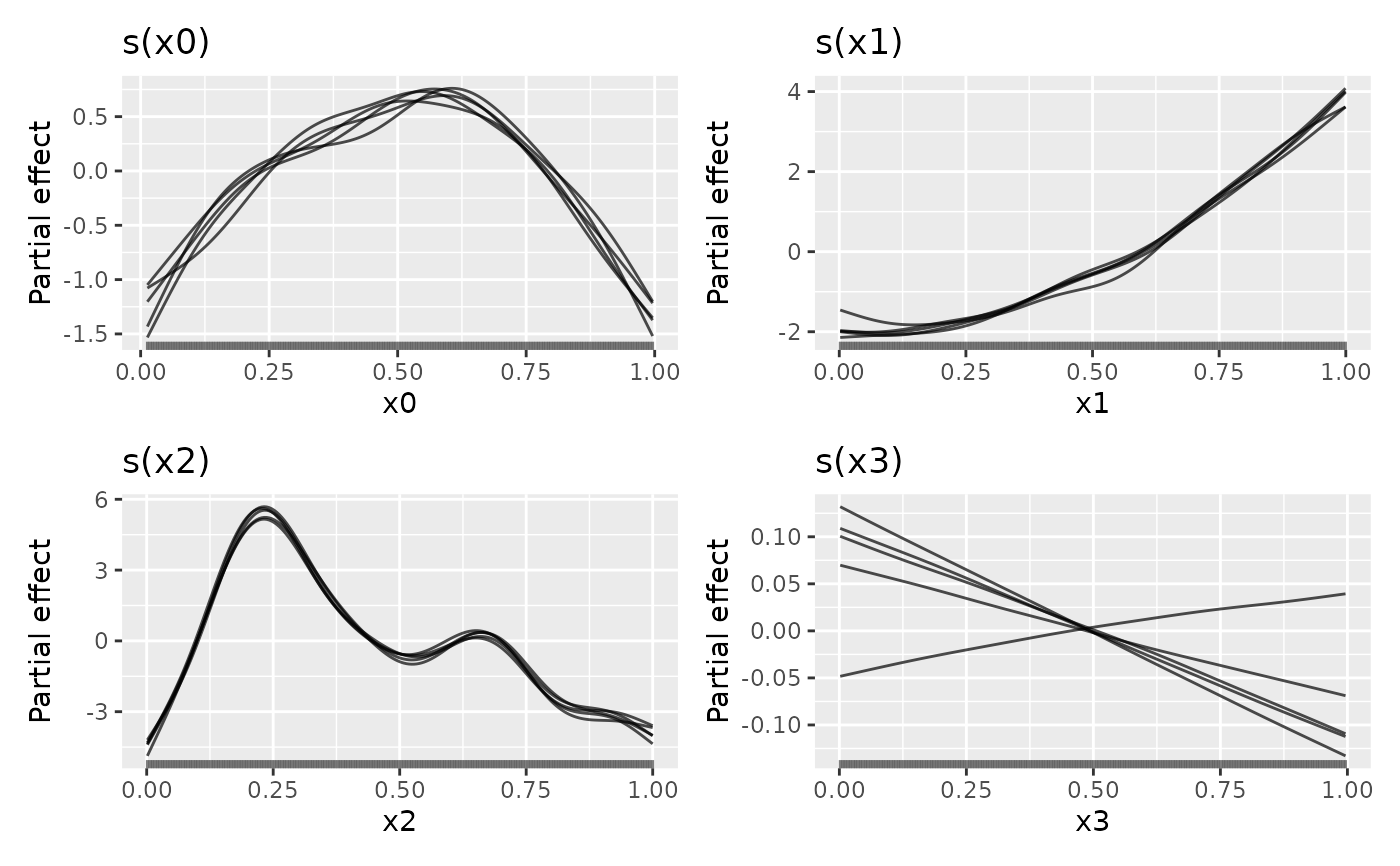 s(x0)
Partial effect
0.5
0.0
-0.5
-1.0
-1.5
0.00 0.25 0.50 0.75 1.00
x0
s(x1)
Partial effect
4
2
0
-2
0.00 0.25 0.50 0.75 1.00
x1
s(x2)
Partial effect
6
3
0
-3
0.00 0.25 0.50 0.75 1.00
x2
s(x3)
Partial effect
0.10
0.05
0.00
-0.05
-0.10
0.00 0.25 0.50 0.75 1.00
x3